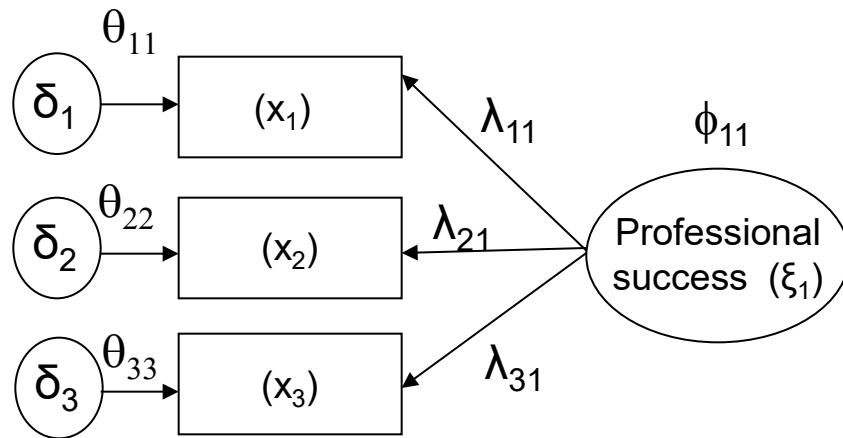 θ₁₁
δ₁
(x₁)
λ₁₁
ϕ₁₁
θ₂₂
δ₂
(x₂)
λ₂₁
Professional
success (ξ₁)
θ₃₃
δ₃
(x₃)
λ₃₁